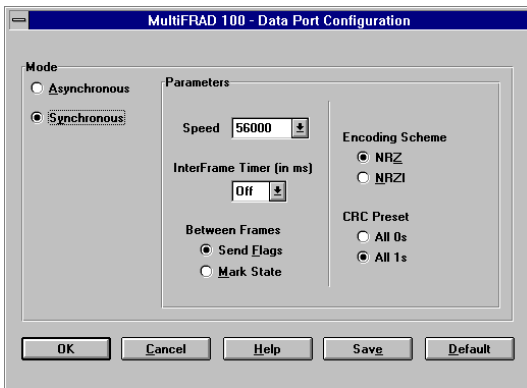 MultiFRAD 100 - Data Port Configuration
Mode
Asynchronous
Synchronous
Parameters
Speed 56000
InterFrame Timer (in ms)
Off
Between Frames
Send Flags
Mark State
Encoding Scheme
NRZ
NRZI
CRC Preset
All 0s
All 1s
OK Cancel Help Save Default